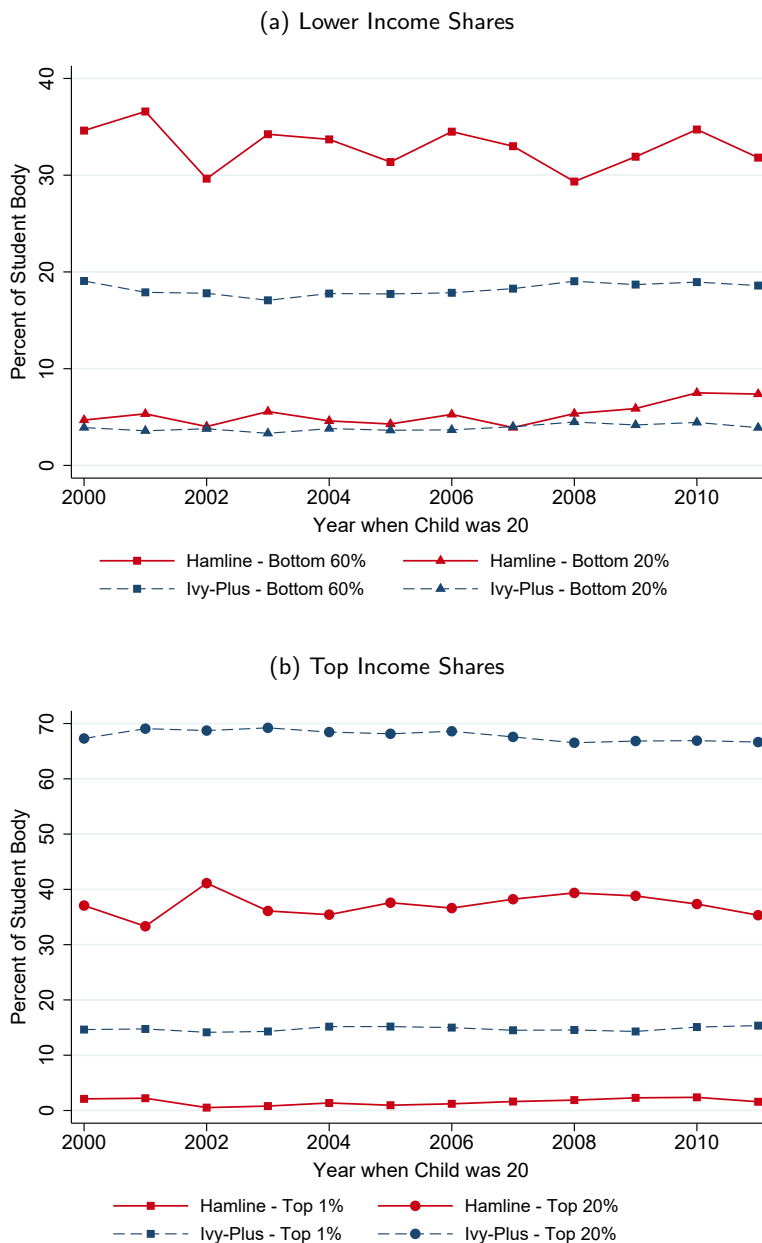 (a) Lower Income Shares
Percent of Student Body
40
30
20
10
0
2000 2002 2004 2006 2008 2010
Year when Child was 20
Hamline - Bottom 60% Hamline - Bottom 20%
Ivy-Plus - Bottom 60% Ivy-Plus - Bottom 20%
(b) Top Income Shares
Percent of Student Body
70
60
50
40
30
20
10
0
2000 2002 2004 2006 2008 2010
Year when Child was 20
Hamline - Top 1% Hamline - Top 20%
Ivy-Plus - Top 1% Ivy-Plus - Top 20%